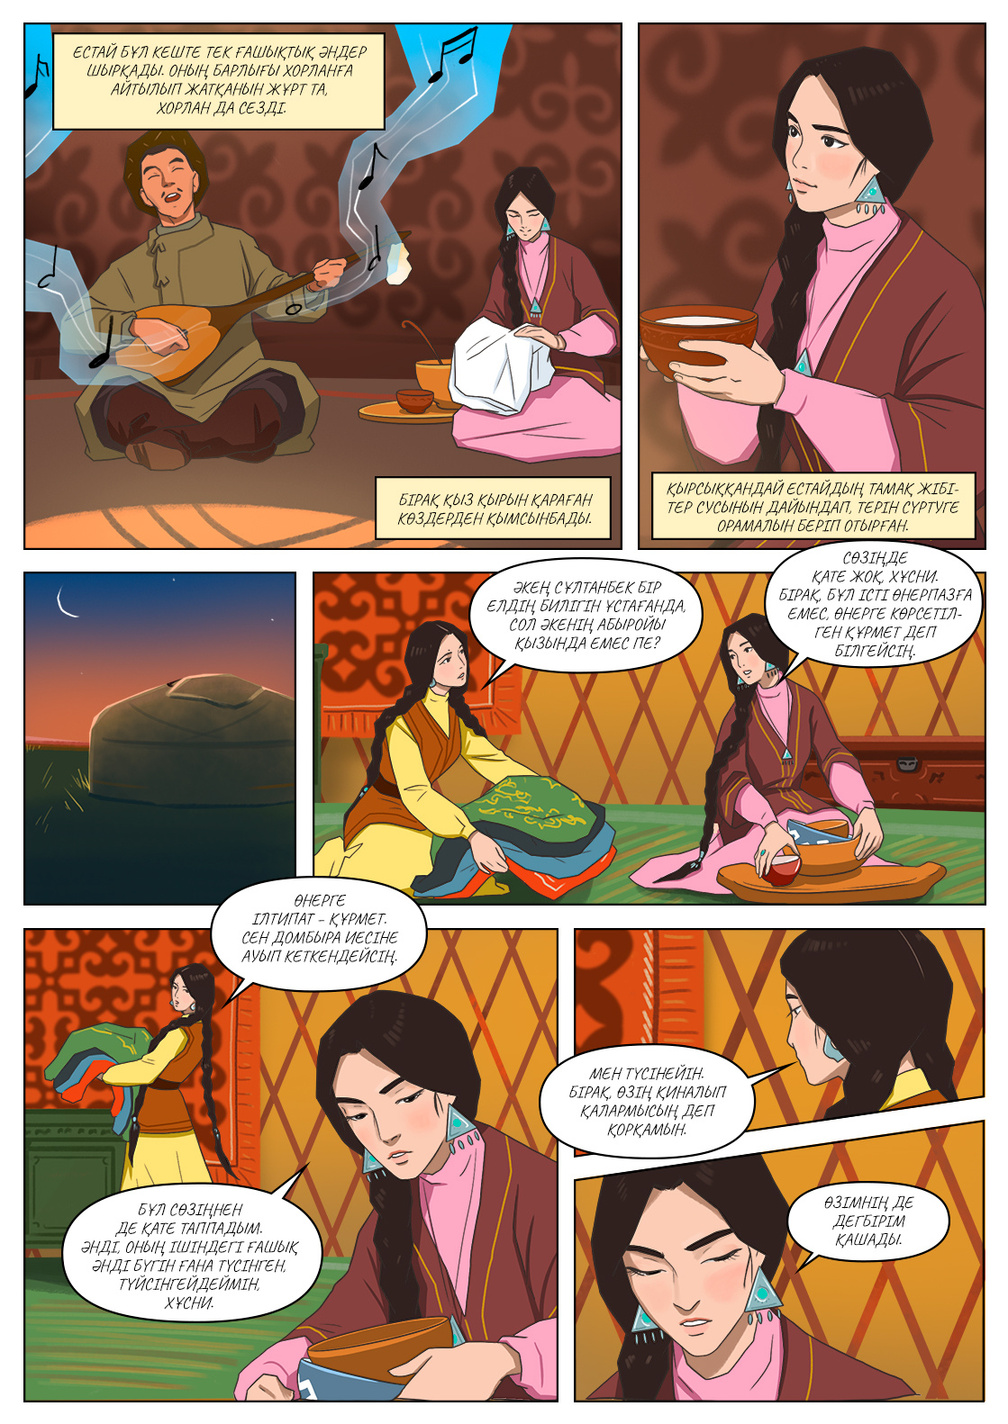 ЕСТАЙ БҰЛ КЕШТЕ ТЕК ҒАШЫҚТЫҚ ӘНДЕР
ШЫРҚАДЫ. ОНЫҢ БАРЛЫҒЫ ХОРЛАНҒА
АЙТЫЛЫП ЖАТҚАНЫН ЖҰРТ ТА,
ХОРЛАН ДА СЕЗДІ.
БІРАҚ ҚЫЗ ҚЫРЫН ҚАРАҒАН
КӨЗДЕРДЕН ҚЫМСЫНБАДЫ.
ҚЫРСЫҚҚАНДАЙ ЕСТАЙДЫҢ ТАМАҚ ЖІБІ-
ТЕР СУСЫНЫН ДАЙЫНДАП, ТЕРІН СҮРТУГЕ
ОРАМАЛЫН БЕРІП ОТЫРҒАН.
ӘКЕҢ СҰЛТАНБЕК БІР
ЕЛДІҢ БИЛІГІН ҰСТАҒАНДА,
СОЛ ӘКЕНІҢ АБЫРОЙЫ
ҚЫЗЫНДА ЕМЕС ПЕ?
СӨЗІҢДЕ
ҚАТЕ ЖОҚ, ХҰСНИ.
БІРАҚ, БҰЛ ІСТІ ӨНЕРПАЗҒА
ЕМЕС, ӨНЕРГЕ КӨРСЕТІЛ-
ГЕН ҚҰРМЕТ ДЕП
БІЛГЕЙСІҢ.
ӨНЕРГЕ
ІЛТИПАТ – ҚҰРМЕТ.
СЕН ДОМБЫРА ИЕСІНЕ
АУЫП КЕТКЕНДЕЙСІҢ.
БҰЛ СӨЗІҢНЕН
ДЕ ҚАТЕ ТАППАДЫМ.
ӘНДІ, ОНЫҢ ІШІНДЕГІ ҒАШЫҚ
ӘНДІ БҮГІН ҒАНА ТҮСІНГЕН,
ТҮЙСІНГЕЙДЕЙМІН,
ХҰСНИ.
МЕН ТҮСІНЕЙІН.
БІРАҚ, ӨЗІҢ ҚИНАЛЫП
ҚАЛАРМЫСЫҢ ДЕП
ҚОРҚАМЫН.
ӨЗІМНІҢ ДЕ
ДЕГБІРІМ
ҚАШАДЫ.